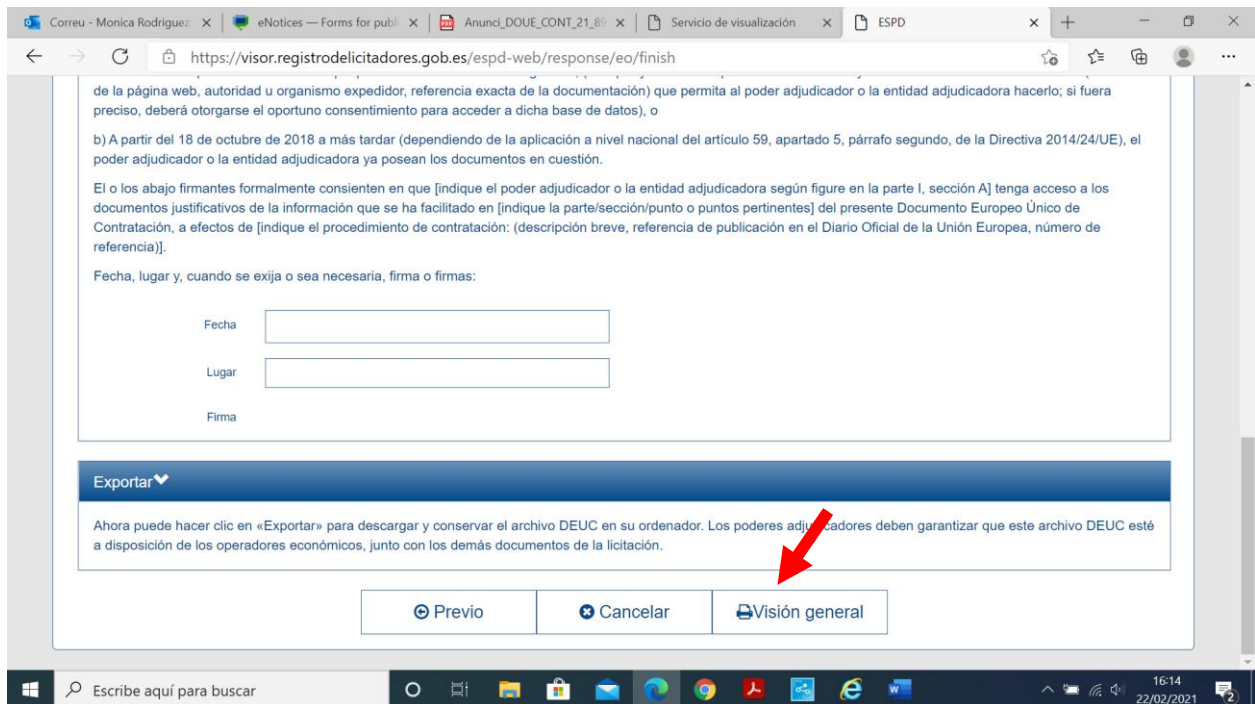 Correu - Monica Rodriguez
eNotices — Forms for publ
Anunci_DOUE_CONT_21_89
Servicio de visualización
ESPD
https://visor.registrodelicitadores.gob.es/espd-web/response/eo/finish
de la página web, autoridad u organismo expedidor, referencia exacta de la documentación) que permita al poder adjudicador o la entidad adjudicadora hacerlo; si fuera
preciso, deberá otorgarse el oportuno consentimiento para acceder a dicha base de datos), o
b) A partir del 18 de octubre de 2018 a más tardar (dependiendo de la aplicación a nivel nacional del artículo 59, apartado 5, párrafo segundo, de la Directiva 2014/24/UE), el
poder adjudicador o la entidad adjudicadora ya posean los documentos en cuestión.
El o los abajo firmantes formalmente consienten en que [indique el poder adjudicador o la entidad adjudicadora según figure en la parte I, sección A] tenga acceso a los
documentos justificativos de la información que se ha facilitado en [indique la parte/sección/punto o puntos pertinentes] del presente Documento Europeo Único de
Contratación, a efectos de [indique el procedimiento de contratación: (descripción breve, referencia de publicación en el Diario Oficial de la Unión Europea, número de
referencia)].
Fecha, lugar y, cuando se exija o sea necesaria, firma o firmas:
Fecha
Lugar
Firma
Exportar
Ahora puede hacer clic en «Exportar» para descargar y conservar el archivo DEUC en su ordenador. Los poderes adjudicadores deben garantizar que este archivo DEUC esté
a disposición de los operadores económicos, junto con los demás documentos de la licitación.
Previo
Cancelar
Visión general
Escribe aquí para buscar
16:14
22/02/2021
2